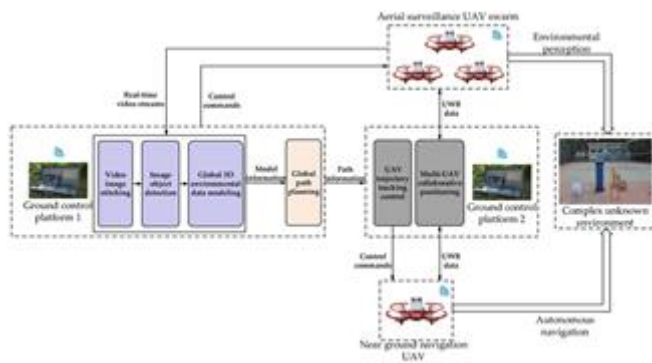 Aerial surveillance UAV swarm
Environmental
perception
Real-time
video streams
Control
commands
UWB
data
Video
image
stitching
Image
object
detection
Global 3D
environmental
data modeling
Model
information
Global
path
planning
Path
information
UAV
trajectory
tracking
control
Multi-UAV
collaborative
positioning
Ground control
platform 1
Ground control
platform 2
Complex unknown
environment
Control
commands
UWB
data
Near ground navigation
UAV
Autonomous
navigation